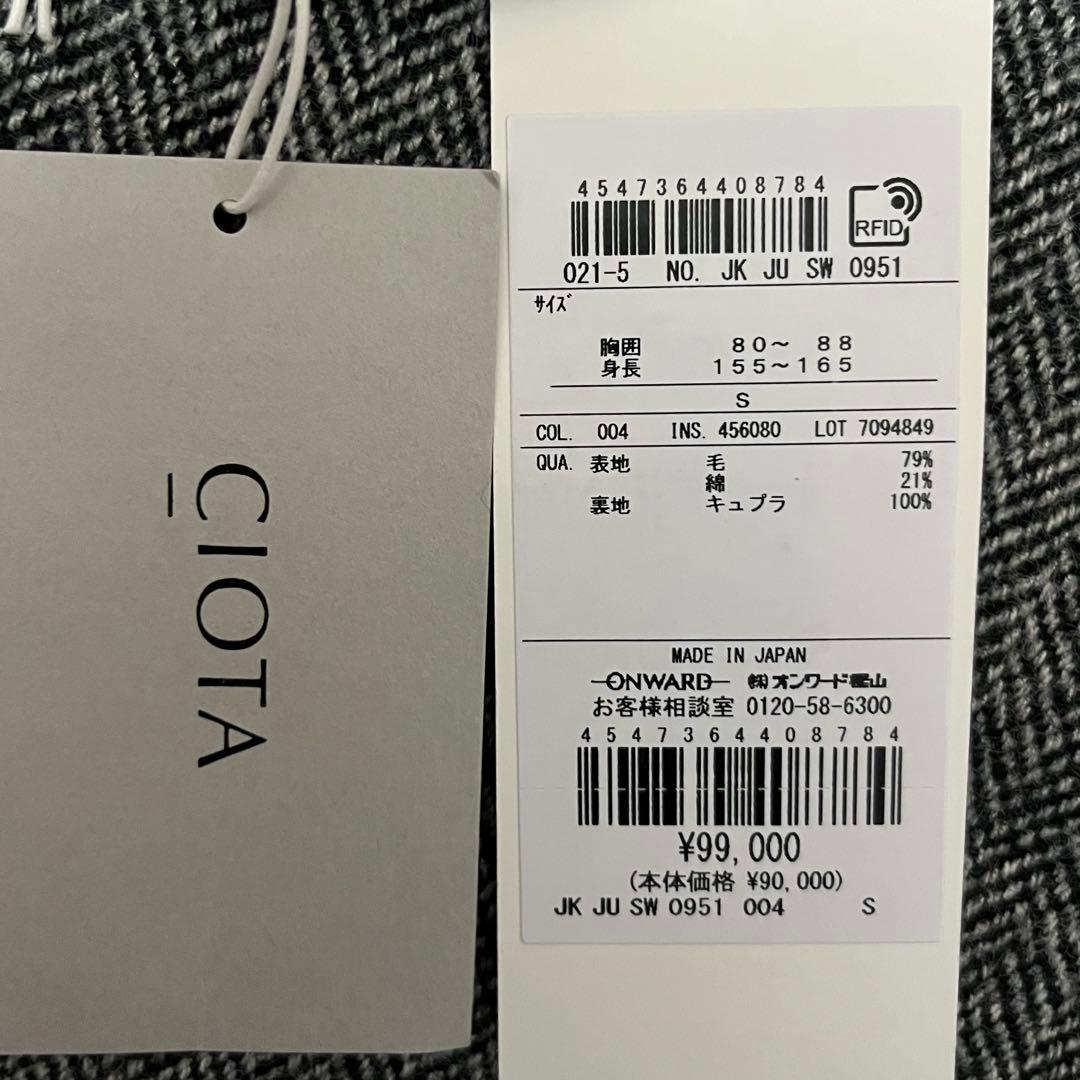 CIOTA
4547364408784
RFID
021-5 NO. JK JU SW 0951
サイズ
胸囲 80〜 88
身長 155〜165
S
COL. 004 INS. 456080 LOT 7094849
QUA. 表地 毛 79%
綿 21%
裏地 キュプラ 100%
MADE IN JAPAN
ONWARD ㈱オンワード樫山
お客様相談室 0120-58-6300
4547364408784
¥99,000
(本体価格 ¥90,000)
JK JU SW 0951 004 S